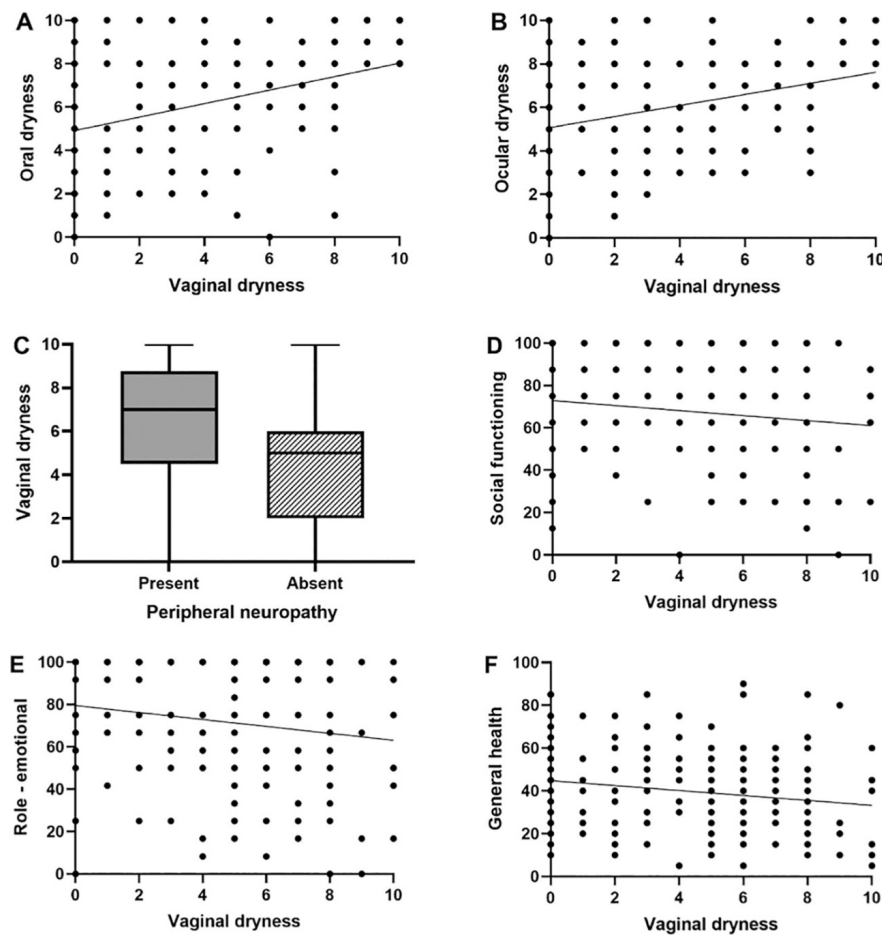 A
Oral dryness
10
8
6
4
2
0
0 2 4 6 8 10
Vaginal dryness
B
Ocular dryness
10
8
6
4
2
0
0 2 4 6 8 10
Vaginal dryness
C
Vaginal dryness
10
8
6
4
2
0
Present Absent
Peripheral neuropathy
D
Social functioning
100
80
60
40
20
0
0 2 4 6 8 10
Vaginal dryness
E
Role - emotional
100
80
60
40
20
0
0 2 4 6 8 10
Vaginal dryness
F
General health
100
80
60
40
20
0
0 2 4 6 8 10
Vaginal dryness